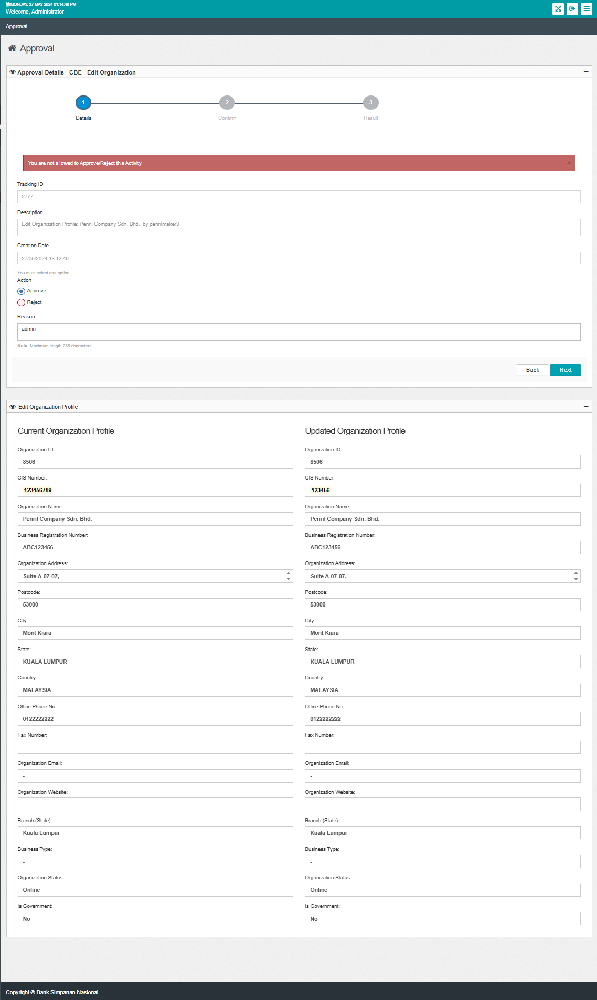 MONDAY, 27 MAY 2024 01:14:46 PM
Welcome, Administrator
Approval
Approval
Approval Details - CBE - Edit Organization
1
2
3
Details
Confirm
Result
You are not allowed to Approve/Reject this Activity
×
Tracking ID
2777
Description
Edit Organization Profile: Penril Company Sdn. Bhd.  by penrilmaker3
Creation Date
27/05/2024 13:12:40
You must select one option.
Action
Approve
Reject
Reason
admin
Note: Maximum length 255 characters
Back
Next
Edit Organization Profile
Current Organization Profile
Updated Organization Profile
Organization ID:
Organization ID:
8506
8506
CIS Number:
CIS Number:
123456789
123456
Organization Name:
Organization Name:
Penril Company Sdn. Bhd.
Penril Company Sdn. Bhd.
Business Registration Number:
Business Registration Number:
ABC123456
ABC123456
Organization Address:
Organization Address:
Suite A-07-07,
Suite A-07-07,
Postcode:
Postcode:
53000
53000
City:
City:
Mont Kiara
Mont Kiara
State:
State:
KUALA LUMPUR
KUALA LUMPUR
Country:
Country:
MALAYSIA
MALAYSIA
Office Phone No:
Office Phone No:
0122222222
0122222222
Fax Number:
Fax Number:
-
-
Organization Email:
Organization Email:
-
-
Organization Website:
Organization Website:
-
-
Branch (State):
Branch (State):
Kuala Lumpur
Kuala Lumpur
Business Type:
Business Type:
-
-
Organization Status:
Organization Status:
Online
Online
Is Government:
Is Government:
No
No
Copyright © Bank Simpanan Nasional